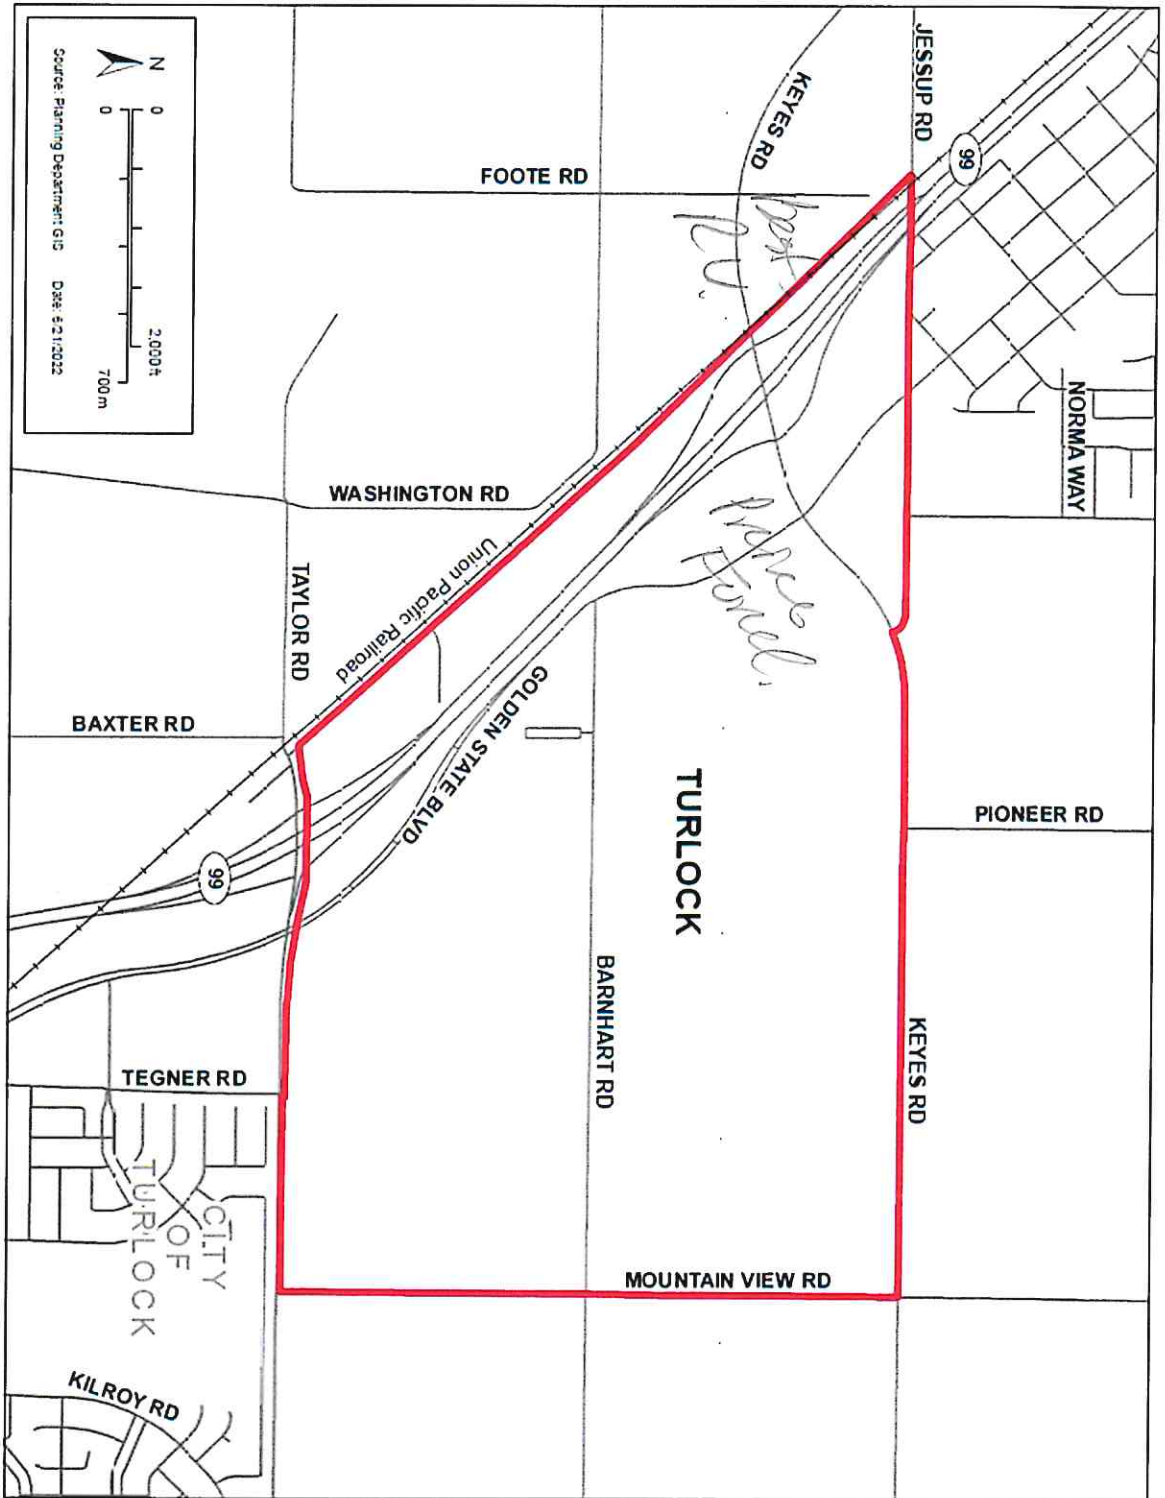 JESSUP RD
99
KEYES RD
FOOTE RD
NORMA WAY
best
R.V.
WASHINGTON RD
Union Pacific Railroad
TAYLOR RD
BAXTER RD
GOLDEN STATE BLVD
99
TURLOCK
PIONEER RD
BARNHART RD
KEYES RD
TEGNER RD
MOUNTAIN VIEW RD
CITY
OF
TURLOCK
KILROY RD
N
0
2,000 ft
0
700 m
Source: Planning Department GIS Date: 6/21/2022